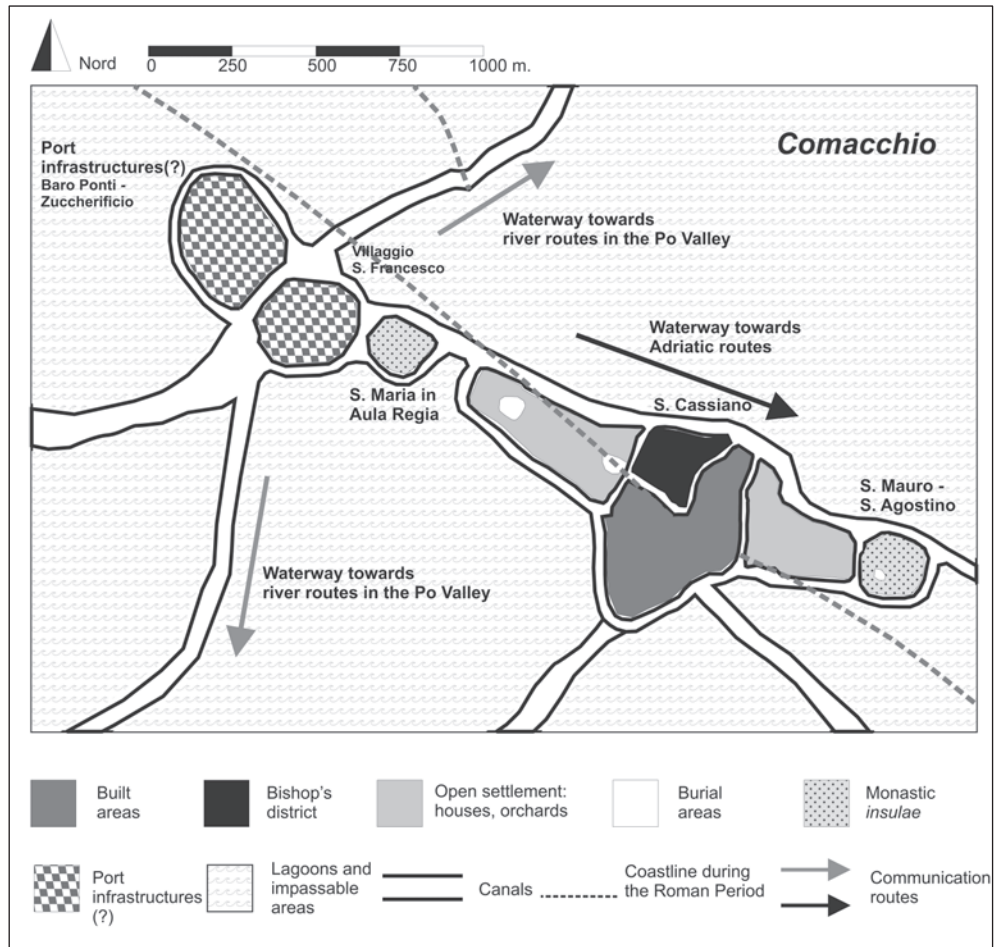 Nord
0 250 500 750 1000 m.
Comacchio
Port
infrastructures(?)
Baro Ponti -
Zuccherificio
Waterway towards
river routes in the Po Valley
Villaggio
S. Francesco
Waterway towards
Adriatic routes
S. Maria in
Aula Regia
S. Cassiano
S. Mauro -
S. Agostino
Waterway towards
river routes in the Po Valley
Built
areas
Bishop's
district
Open settlement:
houses, orchards
Burial
areas
Monastic
insulae
Port
infrastructures
(?)
Lagoons and
impassable
areas
Canals
Coastline during
the Roman Period
Communication
routes